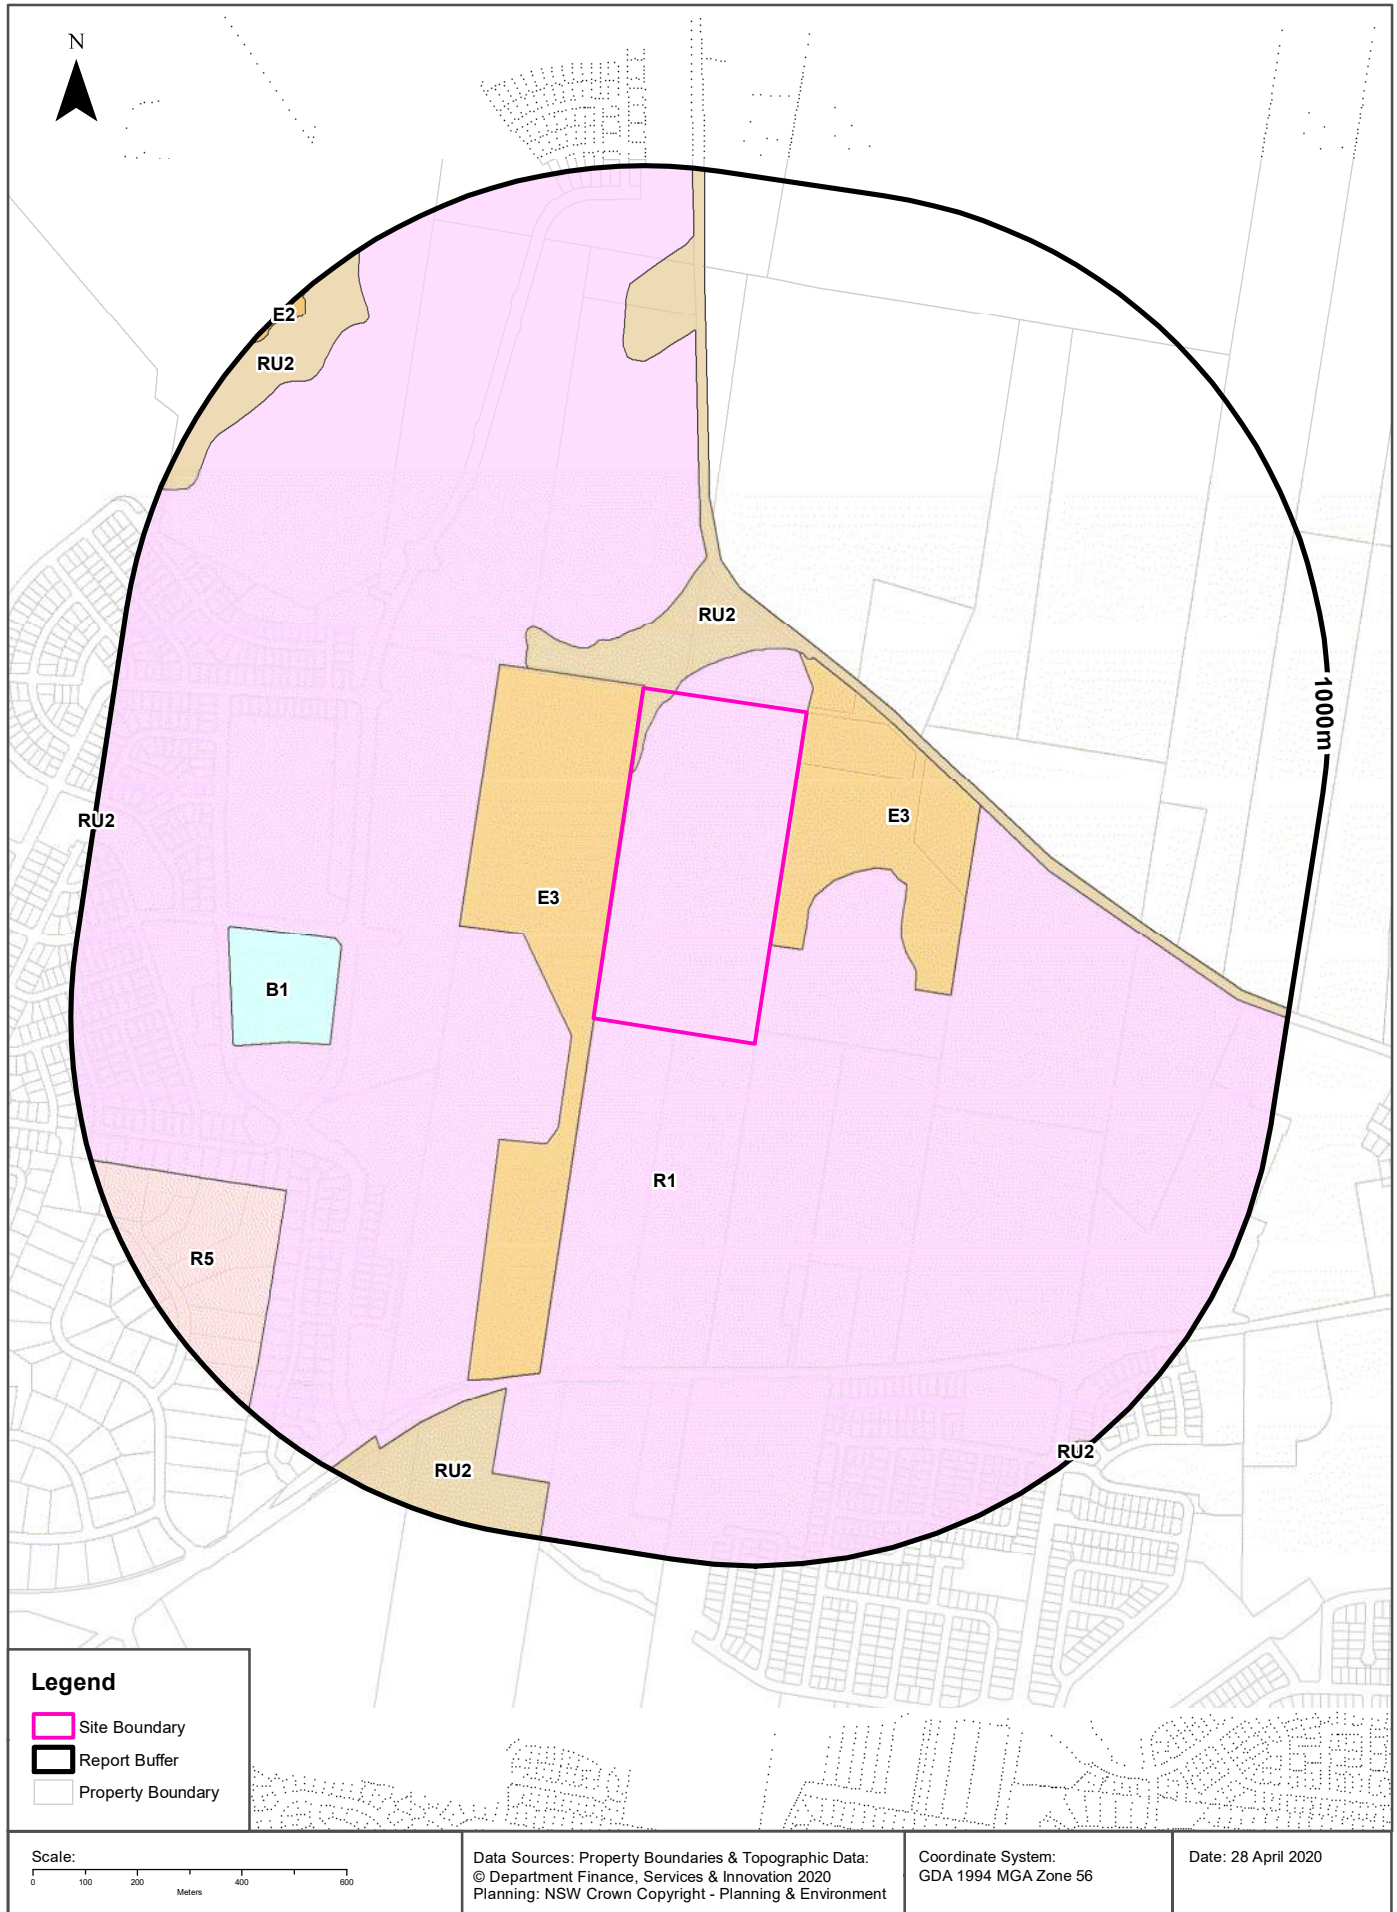 N
E2
RU2
RU2
1000m
E3
RU2
E3
B1
R1
R5
RU2
RU2
Legend
Site Boundary
Report Buffer
Property Boundary
Scale:
0 100 200 400 600
Meters
Data Sources: Property Boundaries & Topographic Data:
© Department Finance, Services & Innovation 2020
Planning: NSW Crown Copyright - Planning & Environment
Coordinate System:
GDA 1994 MGA Zone 56
Date: 28 April 2020